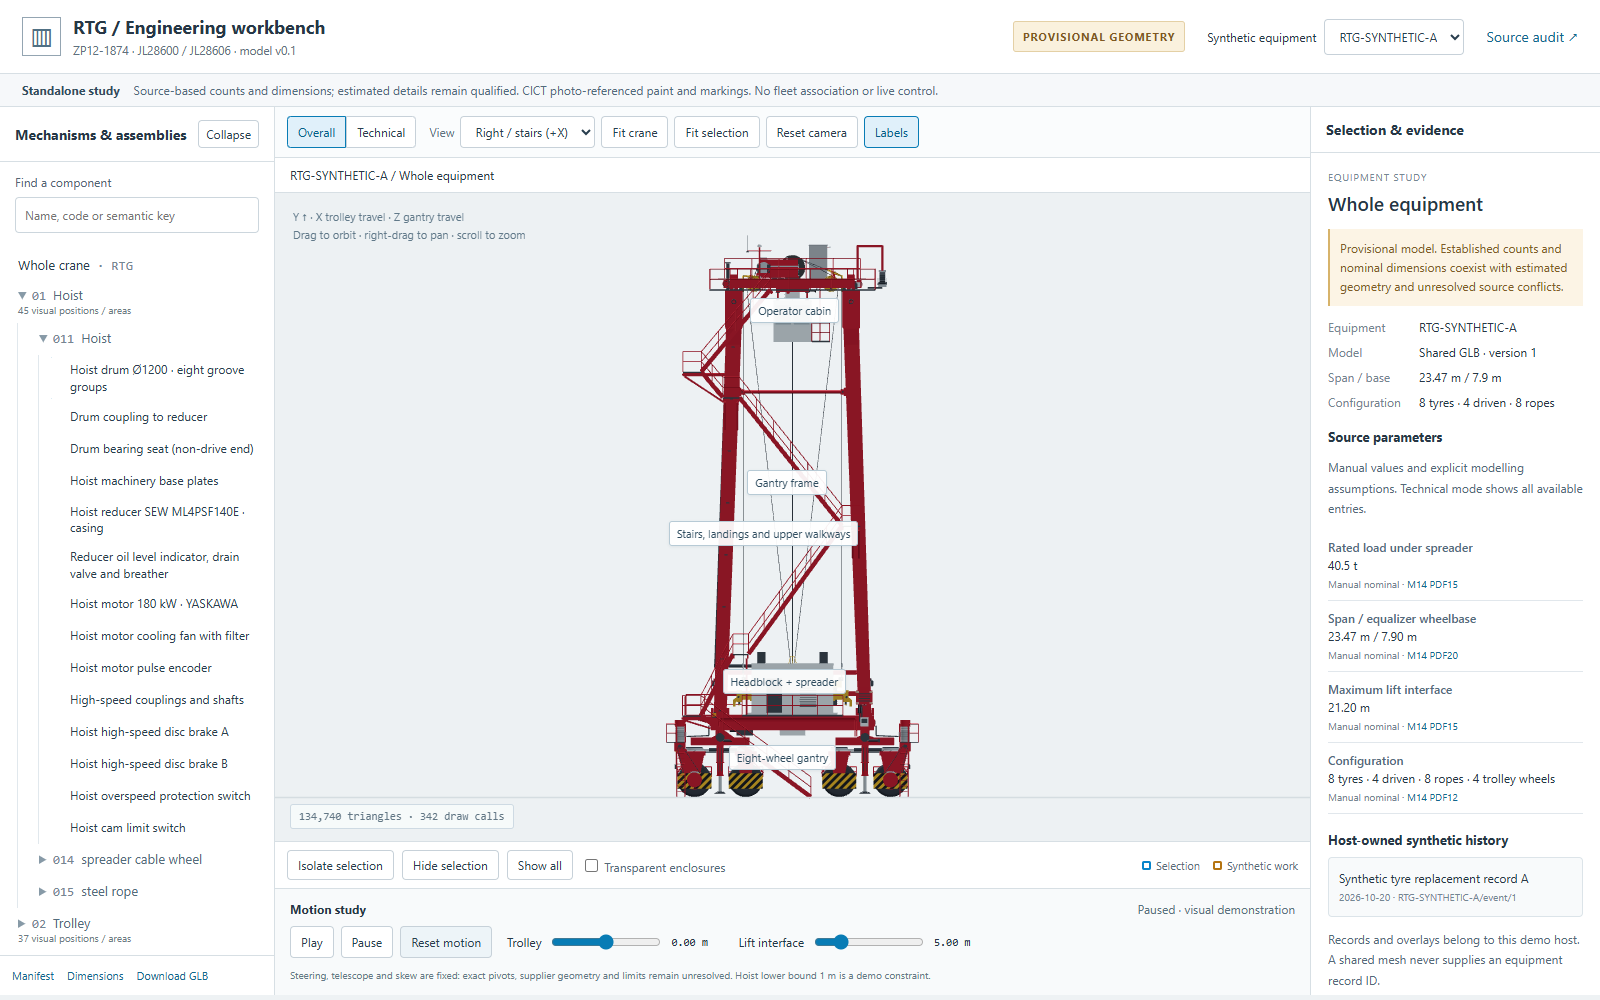 RTG / Engineering workbench
ZP12-1874 · JL28600 / JL28606 · model v0.1
PROVISIONAL GEOMETRY
Synthetic equipment
RTG-SYNTHETIC-A
Source audit ↗
Standalone study
Source-based counts and dimensions; estimated details remain qualified. CICT photo-referenced paint and markings. No fleet association or live control.
Mechanisms & assemblies
Collapse
Find a component
Name, code or semantic key
Whole crane · RTG
01 Hoist
45 visual positions / areas
011 Hoist
Hoist drum Ø1200 · eight groove
groups
Drum coupling to reducer
Drum bearing seat (non-drive end)
Hoist machinery base plates
Hoist reducer SEW ML4PSF140E ·
casing
Reducer oil level indicator, drain
valve and breather
Hoist motor 180 kW · YASKAWA
Hoist motor cooling fan with filter
Hoist motor pulse encoder
High-speed couplings and shafts
Hoist high-speed disc brake A
Hoist high-speed disc brake B
Hoist overspeed protection switch
Hoist cam limit switch
014 spreader cable wheel
015 steel rope
02 Trolley
37 visual positions / areas
Manifest
Dimensions
Download GLB
Overall
Technical
View
Right / stairs (+X)
Fit crane
Fit selection
Reset camera
Labels
RTG-SYNTHETIC-A / Whole equipment
Y ↑ · X trolley travel · Z gantry travel
Drag to orbit · right-drag to pan · scroll to zoom
Operator cabin
Gantry frame
Stairs, landings and upper walkways
Headblock + spreader
Eight-wheel gantry
134,740 triangles · 342 draw calls
Isolate selection
Hide selection
Show all
Transparent enclosures
Selection
Synthetic work
Motion study
Paused · visual demonstration
Play
Pause
Reset motion
Trolley
0.00 m
Lift interface
5.00 m
Steering, telescope and skew are fixed: exact pivots, supplier geometry and limits remain unresolved. Hoist lower bound 1 m is a demo constraint.
Selection & evidence
EQUIPMENT STUDY
Whole equipment
Provisional model. Established counts and
nominal dimensions coexist with estimated
geometry and unresolved source conflicts.
Equipment RTG-SYNTHETIC-A
Model Shared GLB · version 1
Span / base 23.47 m / 7.9 m
Configuration 8 tyres · 4 driven · 8 ropes
Source parameters
Manual values and explicit modelling
assumptions. Technical mode shows all available
entries.
Rated load under spreader
40.5 t
Manual nominal · M14 PDF15
Span / equalizer wheelbase
23.47 m / 7.90 m
Manual nominal · M14 PDF20
Maximum lift interface
21.20 m
Manual nominal · M14 PDF15
Configuration
8 tyres · 4 driven · 8 ropes · 4 trolley wheels
Manual nominal · M14 PDF12
Host-owned synthetic history
Synthetic tyre replacement record A
2026-10-20 · RTG-SYNTHETIC-A/event/1
Records and overlays belong to this demo host.
A shared mesh never supplies an equipment
record ID.